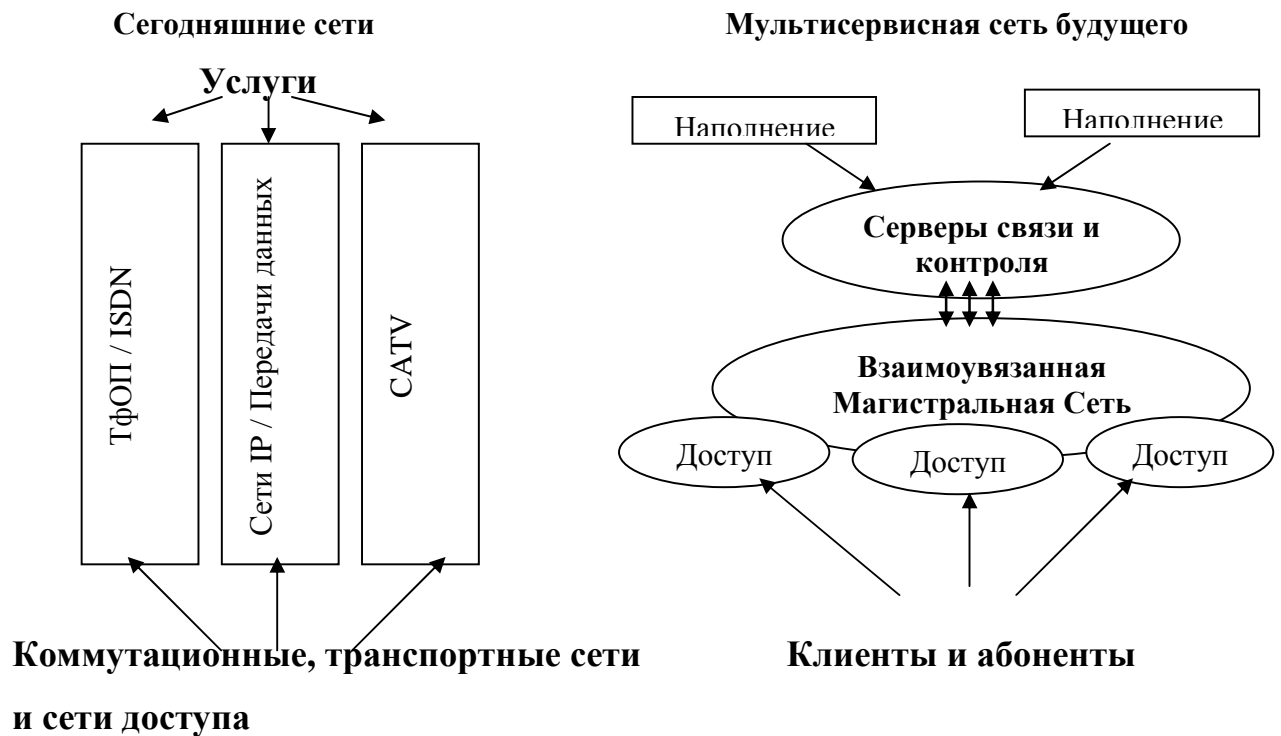 Сегодняшние сети
Мультисервисная сеть будущего
Услуги
ТфОП / ISDN
Сети IP / Передачи данных
CATV
Наполнение
Наполнение
Серверы связи и
контроля
Взаимоувязанная
Магистральная Сеть
Доступ
Доступ
Доступ
Коммутационные, транспортные сети
и сети доступа
Клиенты и абоненты